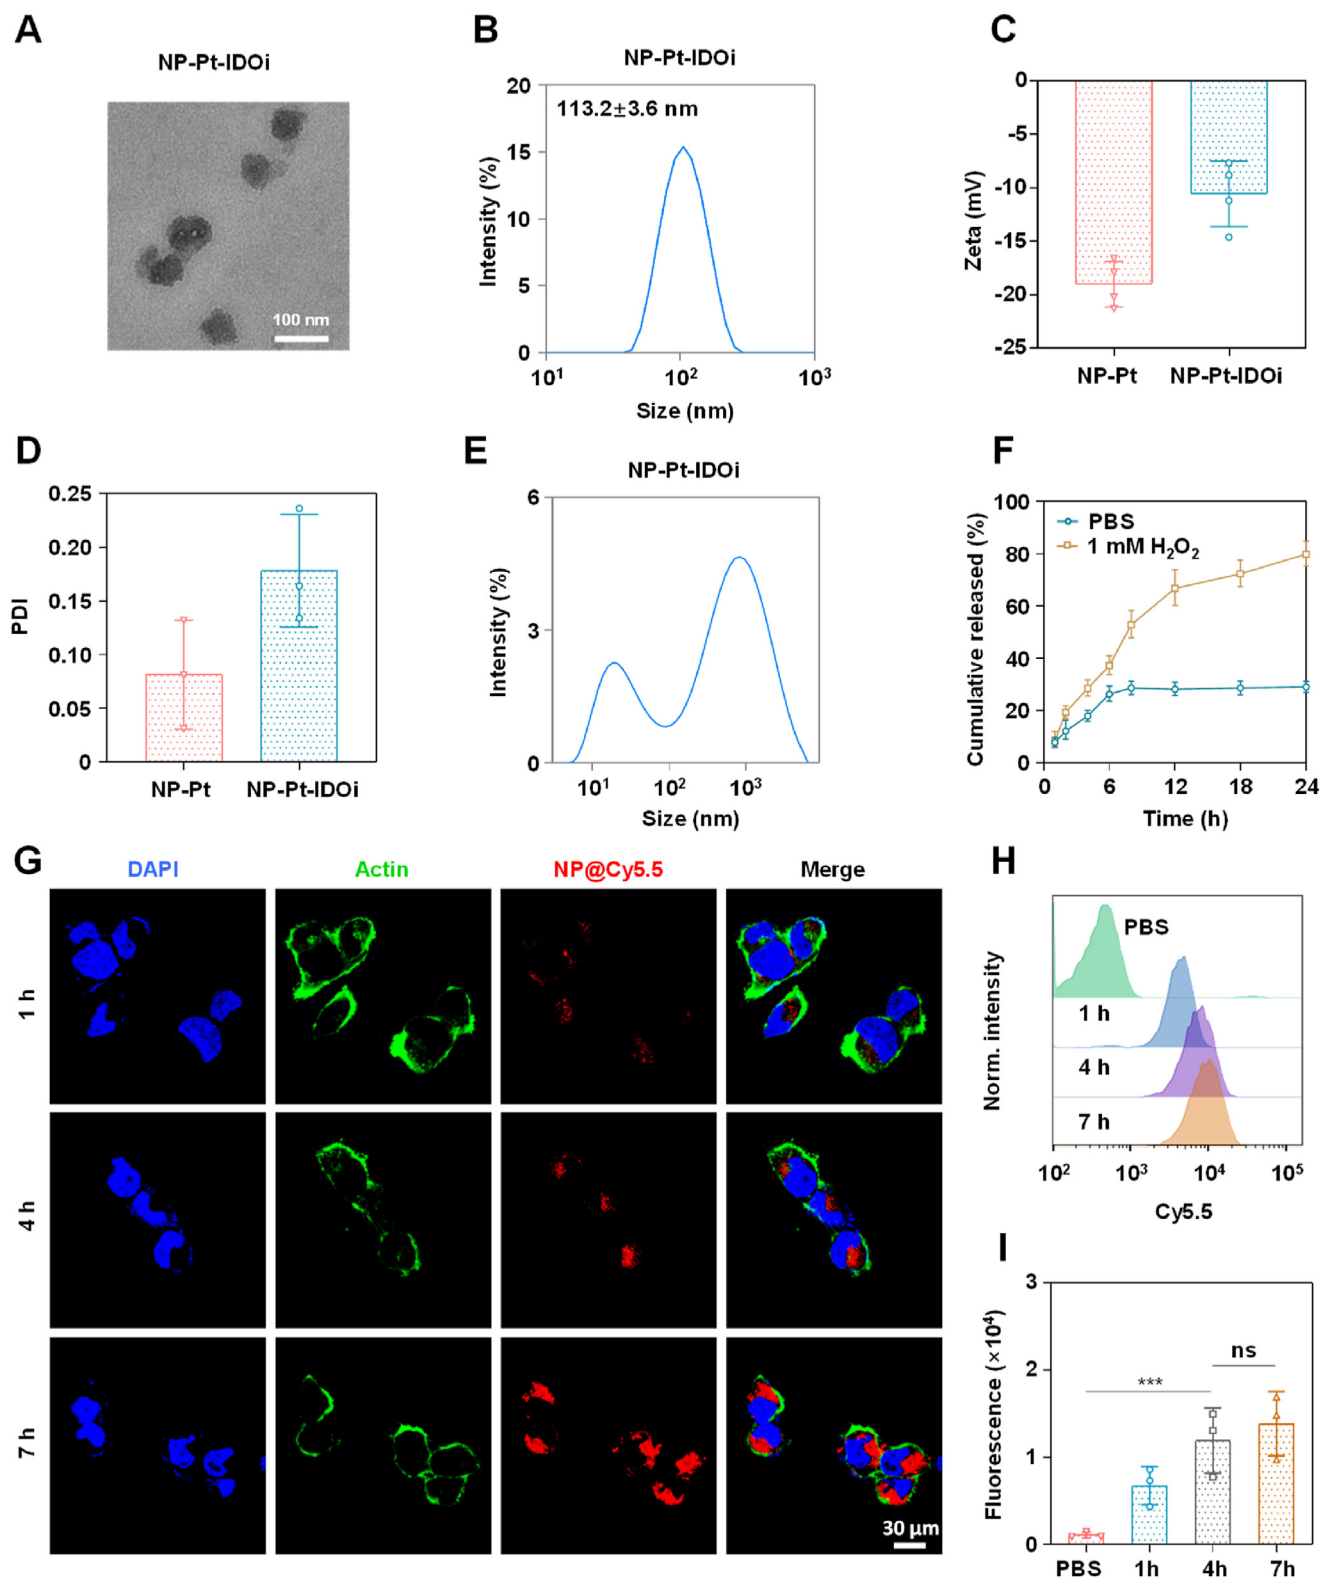 A
NP-Pt-IDOi
100 nm
B
NP-Pt-IDOi
113.2±3.6 nm
Intensity (%)
20
15
10
5
0
10¹ 10² 10³
Size (nm)
C
Zeta (mV)
0
-5
-10
-15
-20
-25
NP-Pt NP-Pt-IDOi
D
PDI
0.25
0.20
0.15
0.10
0.05
0
NP-Pt NP-Pt-IDOi
E
NP-Pt-IDOi
Intensity (%)
6
3
0
10¹ 10² 10³
Size (nm)
F
Cumulative released (%)
100
80
60
40
20
0
PBS
1 mM H₂O₂
0 6 12 18 24
Time (h)
G
DAPI Actin NP@Cy5.5 Merge
1 h
4 h
7 h
30 μm
H
Norm. intensity
PBS
1 h
4 h
7 h
10² 10³ 10⁴ 10⁵
Cy5.5
I
Fluorescence (×10⁴)
3
2
1
0
***
ns
PBS 1h 4h 7h